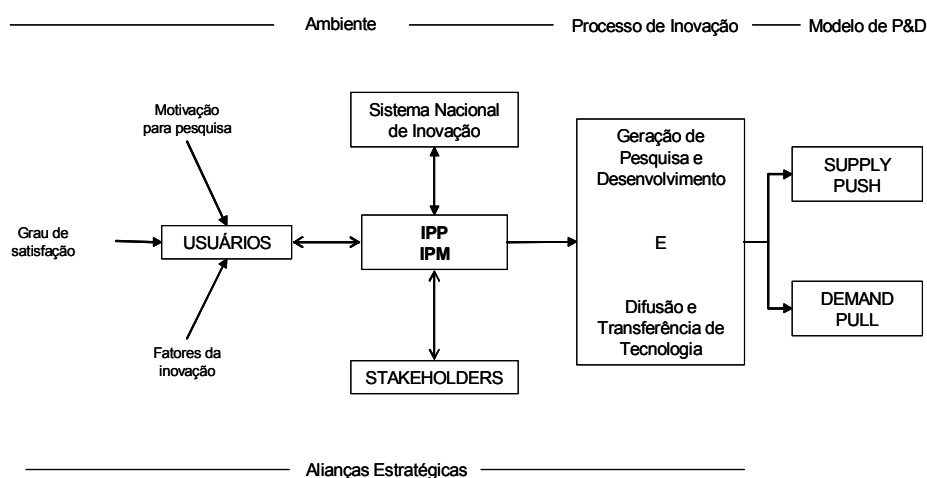 Ambiente
Processo de Inovação
Modelo de P&D
Motivação
para pesquisa
Sistema Nacional
de Inovação
Geração de
Pesquisa e
Desenvolvimento
SUPPLY
PUSH
Grau de
satisfação
USUÁRIOS
IPP
IPM
E
DEMAND
PULL
Difusão e
Transferência de
Tecnologia
Fatores da
inovação
STAKEHOLDERS
Alianças Estratégicas